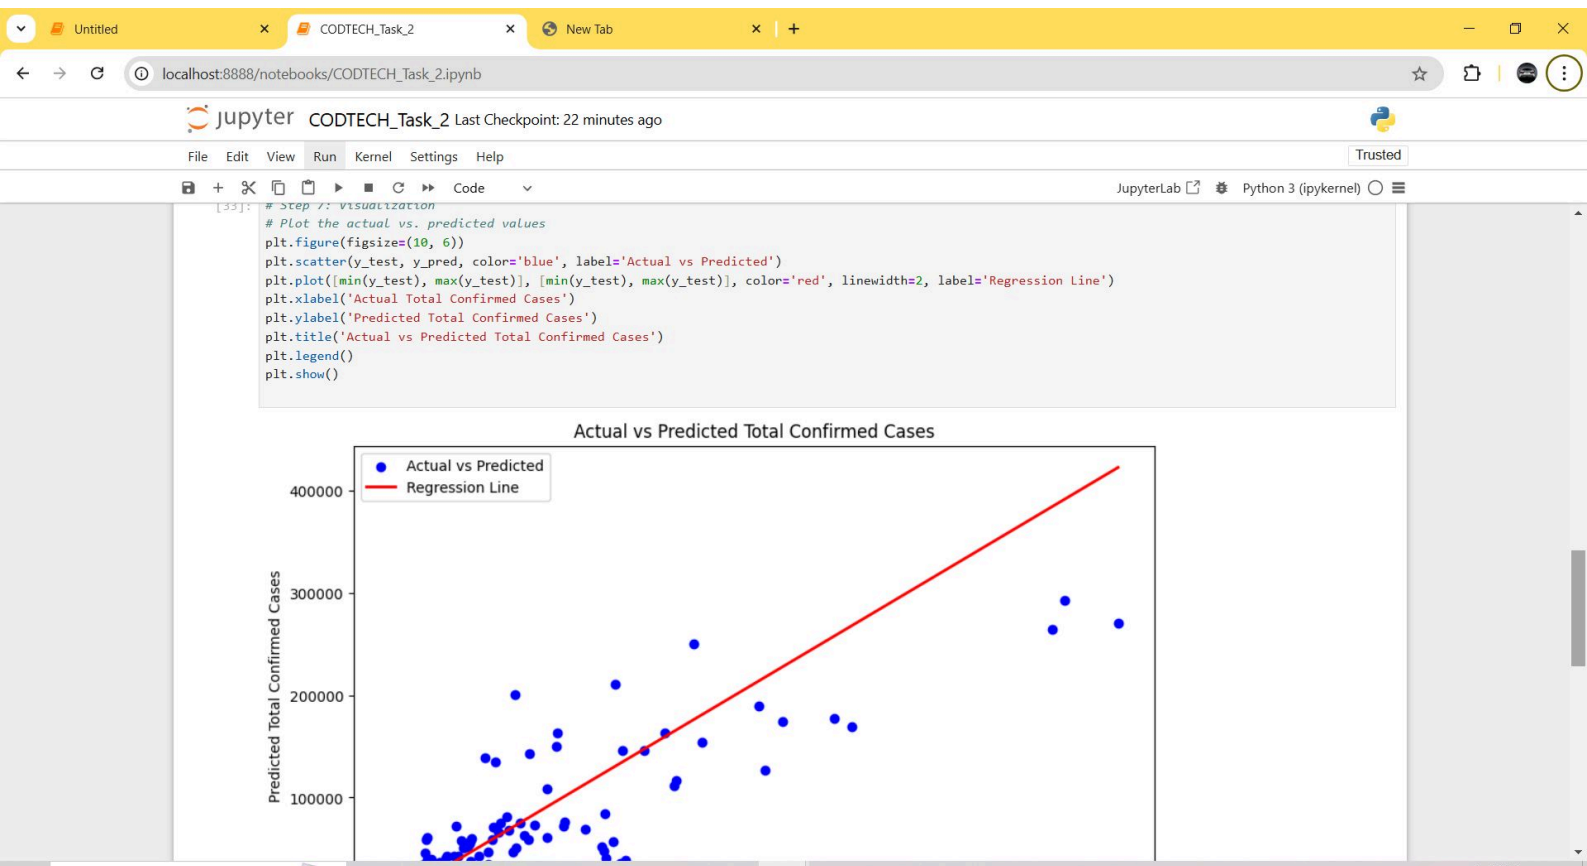 Untitled
CODTECH_Task_2
New Tab
localhost:8888/notebooks/CODTECH_Task_2.ipynb
jupyter CODTECH_Task_2 Last Checkpoint: 22 minutes ago
File Edit View Run Kernel Settings Help
Trusted
Code
JupyterLab
Python 3 (ipykernel)
[33]: # Step 7: Visualization
# Plot the actual vs. predicted values
plt.figure(figsize=(10, 6))
plt.scatter(y_test, y_pred, color='blue', label='Actual vs Predicted')
plt.plot([min(y_test), max(y_test)], [min(y_test), max(y_test)], color='red', linewidth=2, label='Regression Line')
plt.xlabel('Actual Total Confirmed Cases')
plt.ylabel('Predicted Total Confirmed Cases')
plt.title('Actual vs Predicted Total Confirmed Cases')
plt.legend()
plt.show()
Actual vs Predicted Total Confirmed Cases
Actual vs Predicted
Regression Line
400000
300000
200000
100000
Predicted Total Confirmed Cases